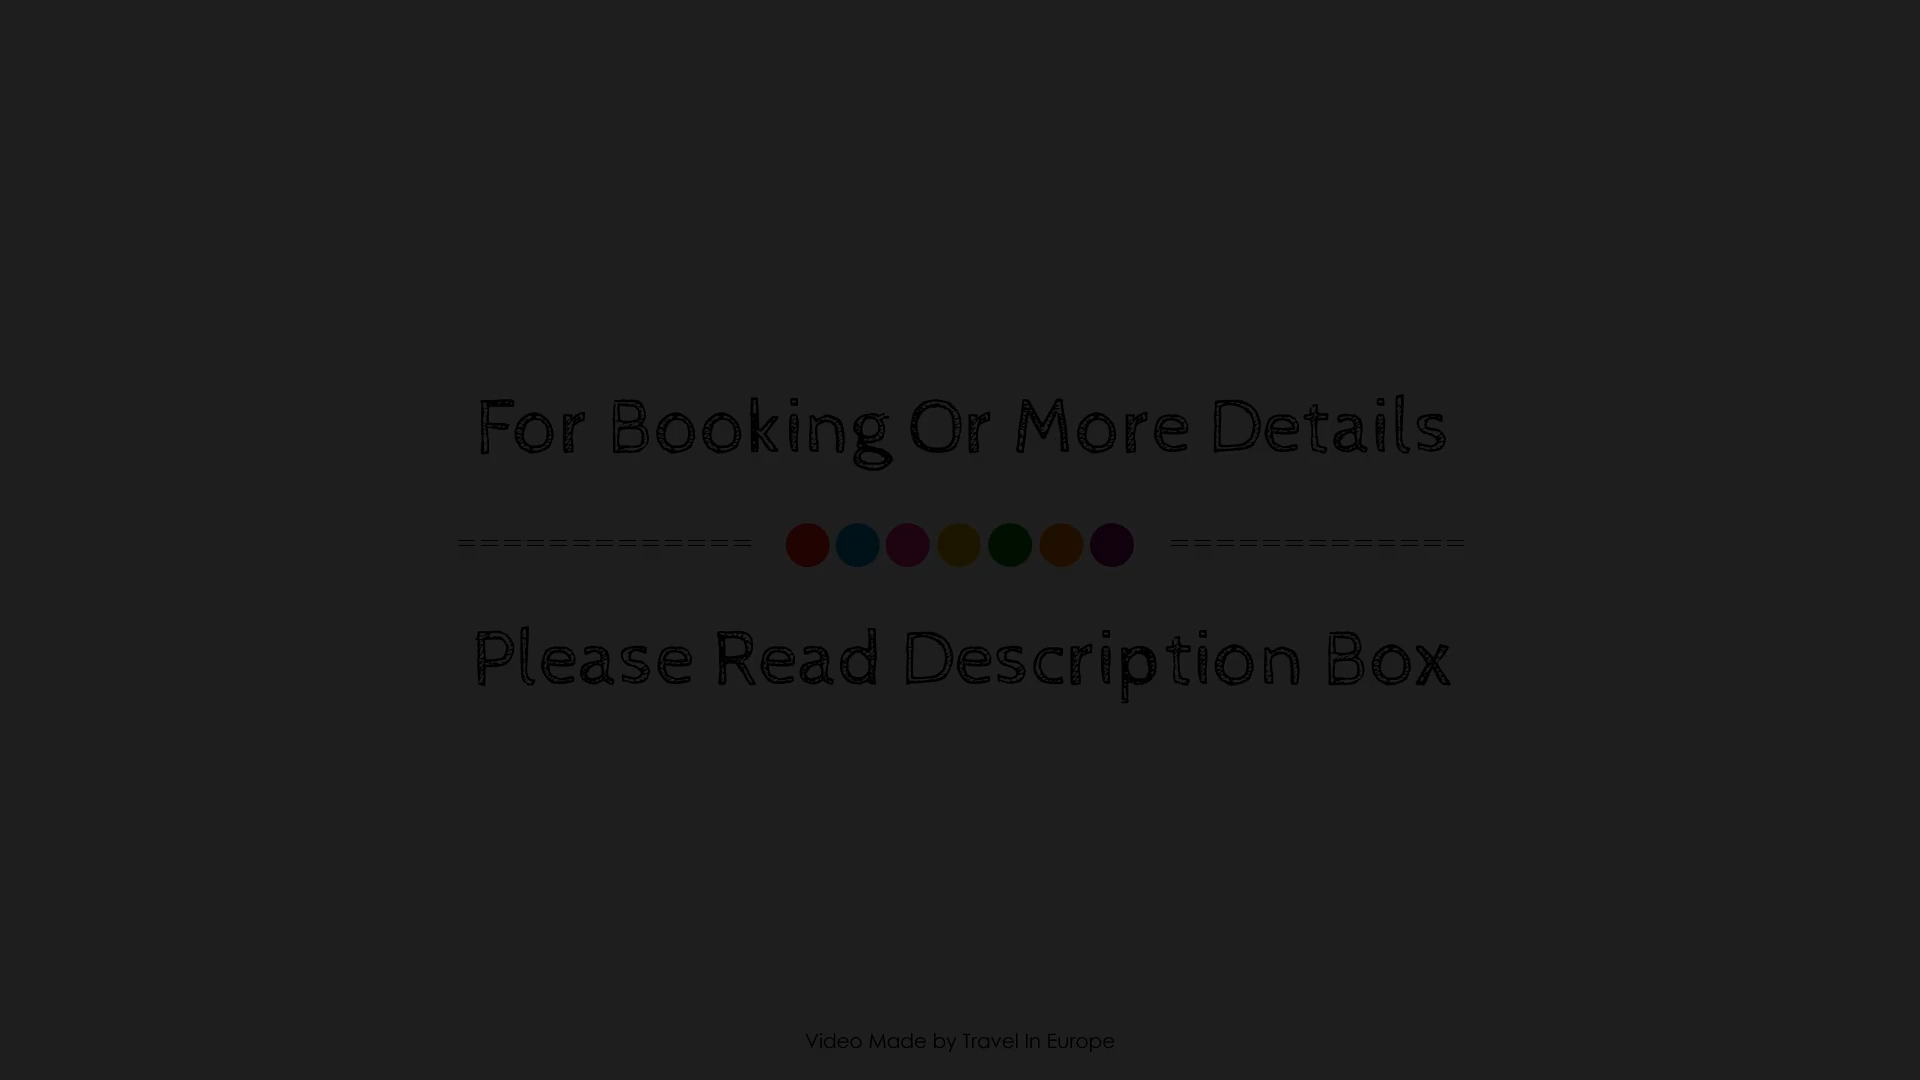 For Booking Or More Details
============= =============
Please Read Description Box
Video Made by Travel In Europe